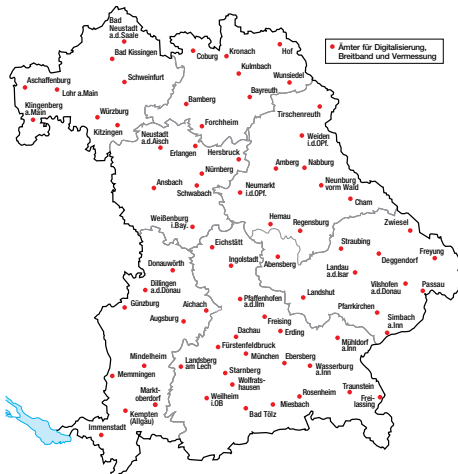 Bad
Neustadt
a.d.Saale
Bad Kissingen
Coburg
Kronach
Hof
Ämter für Digitalisierung,
Breitband und Vermessung
Aschaffenburg
Lohr a.Main
Schweinfurt
Kulmbach
Wunsiedel
Klingenberg
a.Main
Würzburg
Bamberg
Bayreuth
Tirschenreuth
Kitzingen
Forchheim
Neustadt
a.d.Aisch
Erlangen
Hersbruck
Weiden
i.d.OPf.
Nürnberg
Amberg
Nabburg
Ansbach
Schwabach
Neumarkt
i.d.OPf.
Neunburg
vorm Wald
Cham
Weißenburg
i.Bay.
Hemau
Regensburg
Zwiesel
Eichstätt
Straubing
Deggendorf
Freyung
Donauwörth
Ingolstadt
Abensberg
Landau
a.d.Isar
Dillingen
a.d.Donau
Vilshofen
a.d.Donau
Passau
Günzburg
Aichach
Pfaffenhofen
a.d.Ilm
Landshut
Pfarrkirchen
Simbach
a.Inn
Augsburg
Freising
Erding
Dachau
Mühldorf
a.Inn
Fürstenfeldbruck
München
Mindelheim
Landsberg
am Lech
Ebersberg
Wasserburg
a.Inn
Memmingen
Starnberg
Wolfrats-
hausen
Markt-
oberdorf
Weilheim
i.OB
Rosenheim
Traunstein
Frei-
lassing
Kempten
(Allgäu)
Bad Tölz
Miesbach
Immenstadt